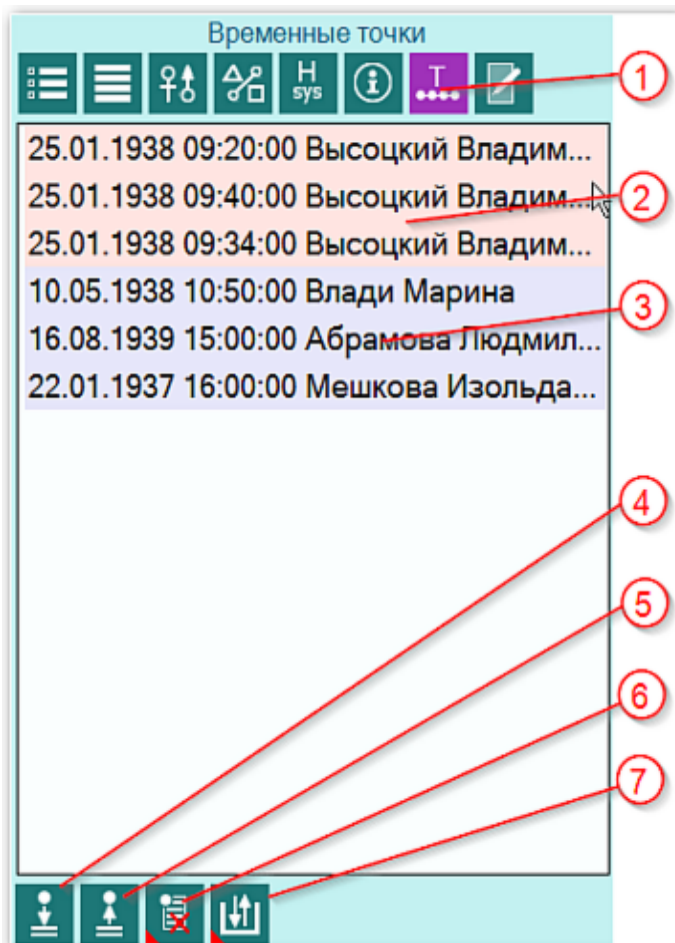 Временные точки
H
sys
i
T
1
25.01.1938 09:20:00 Высоцкий Владим...
25.01.1938 09:40:00 Высоцкий Владим...
2
25.01.1938 09:34:00 Высоцкий Владим...
10.05.1938 10:50:00 Влади Марина
3
16.08.1939 15:00:00 Абрамова Людмил...
22.01.1937 16:00:00 Мешкова Изольда...
4
5
6
7